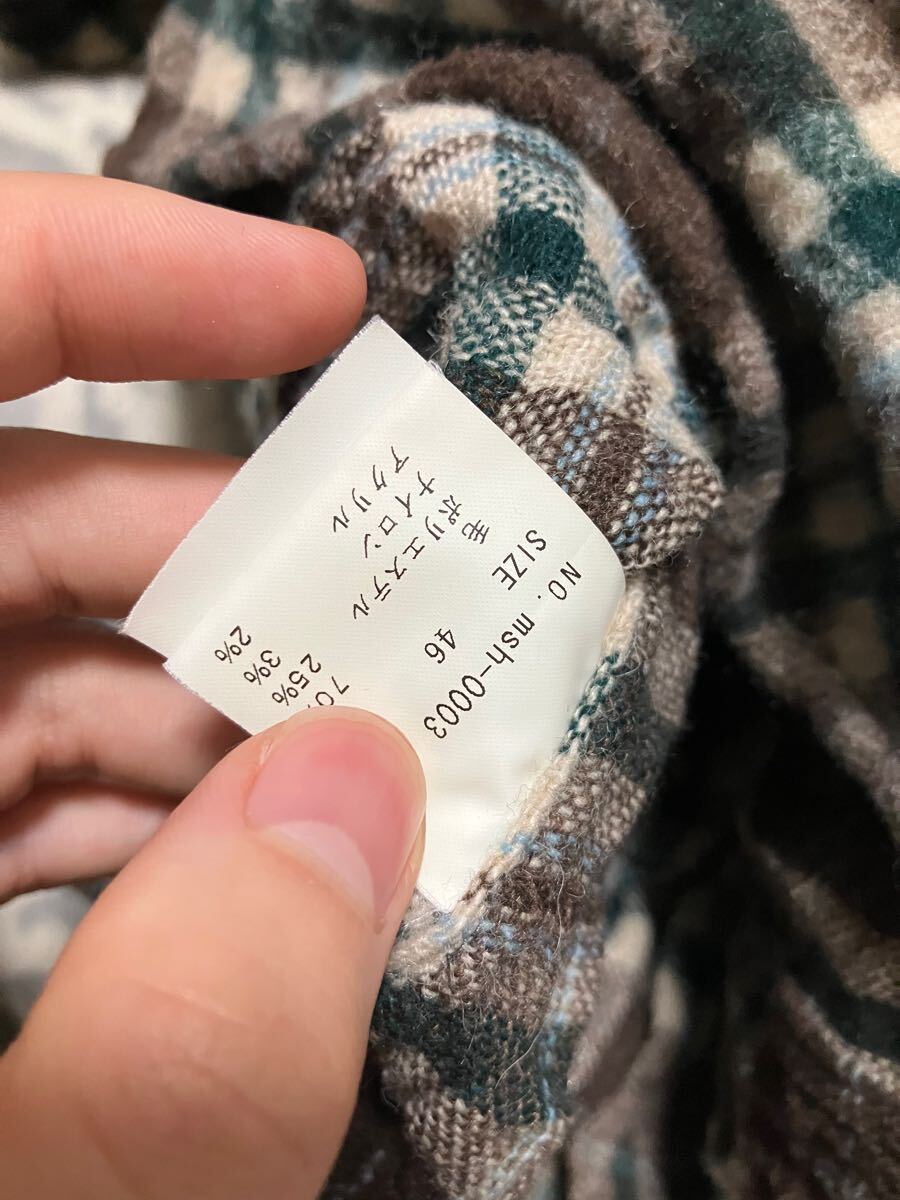 NO. msh-0003
SIZE 46
毛 70
ポリエステル 25%
ナイロン 3%
アクリル 2%